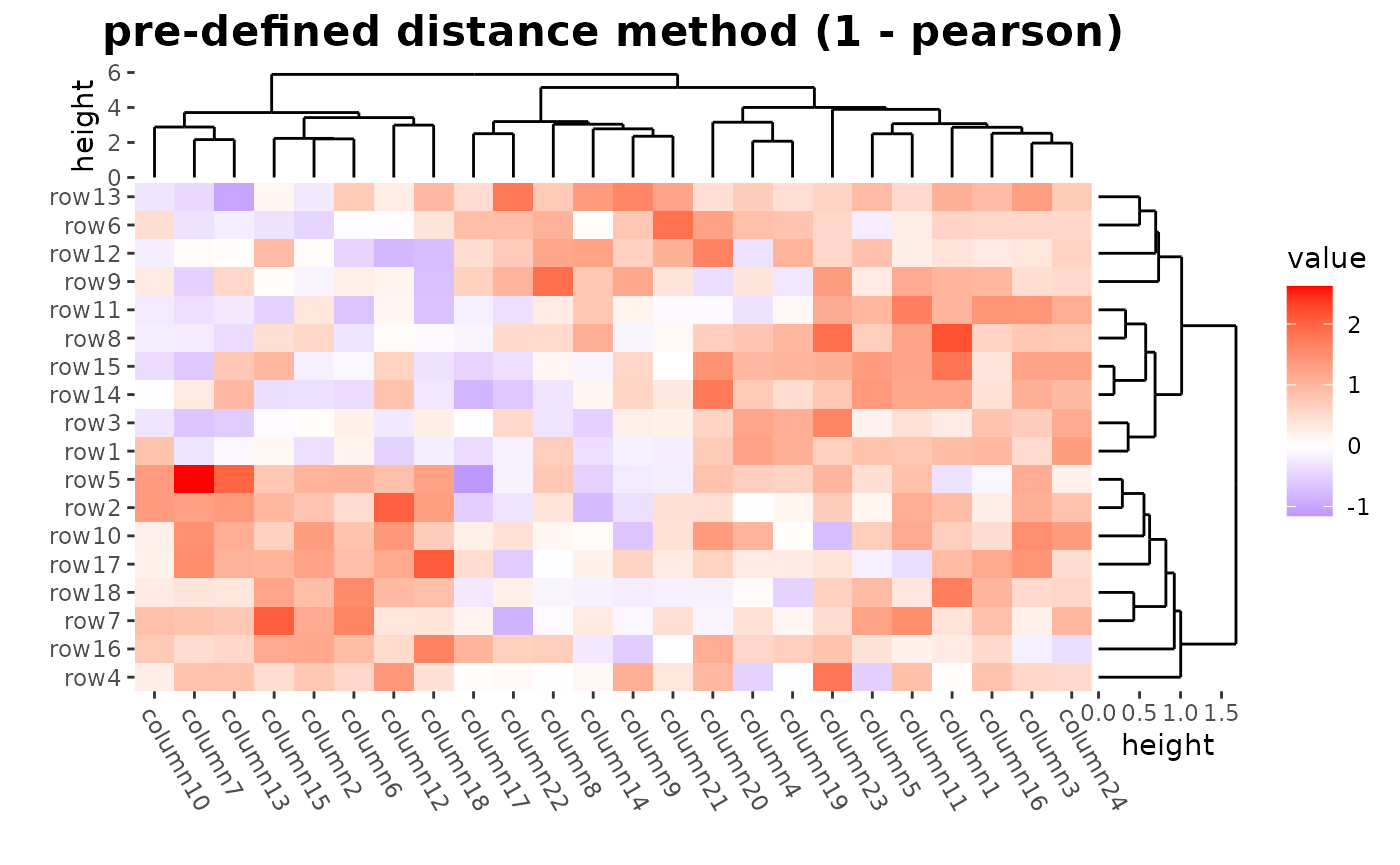 pre-defined distance method (1 - pearson)
height
6
4
2
0
row13
row6
row12
row9
row11
row8
row15
row14
row3
row1
row5
row2
row10
row17
row18
row7
row16
row4
column10
column7
column13
column15
column2
column6
column12
column18
column17
column22
column8
column14
column9
column21
column20
column4
column19
column23
column5
column11
column1
column16
column3
column24
0.0 0.5 1.0 1.5
height
value
2
1
0
-1